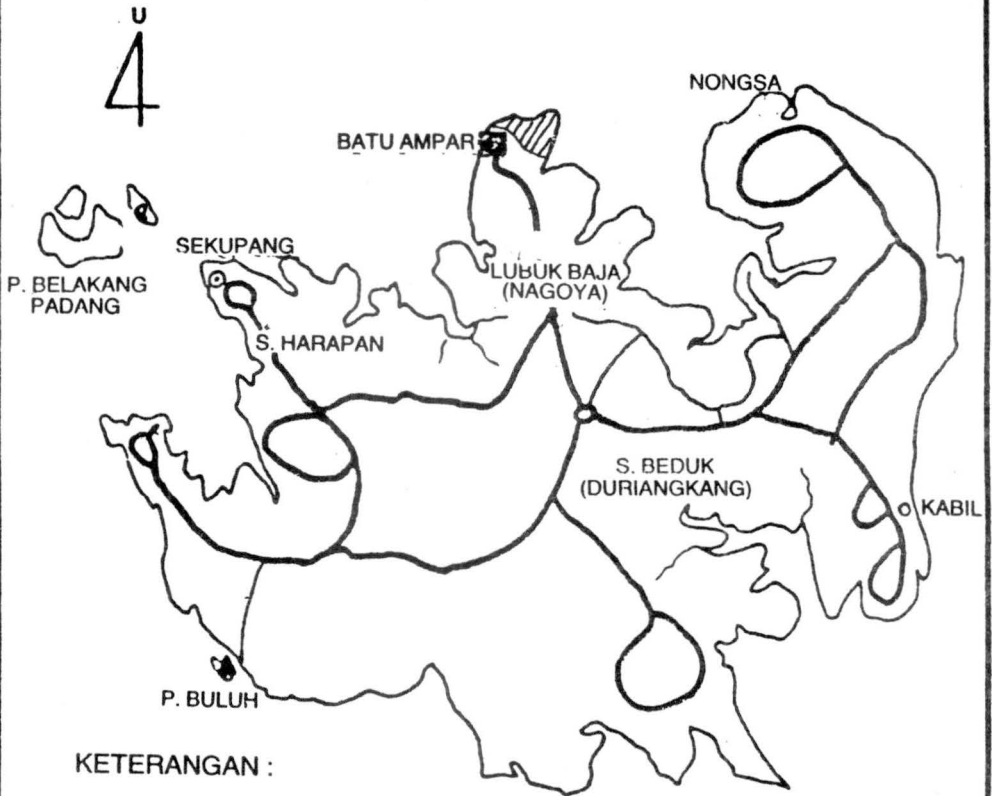 U
NONGSA
BATU AMPAR
SEKUPANG
P. BELAKANG
PADANG
LUBUK BAJA
(NAGOYA)
S. HARAPAN
S. BEDUK
(DURIANGKANG)
KABIL
P. BULUH
KETERANGAN :